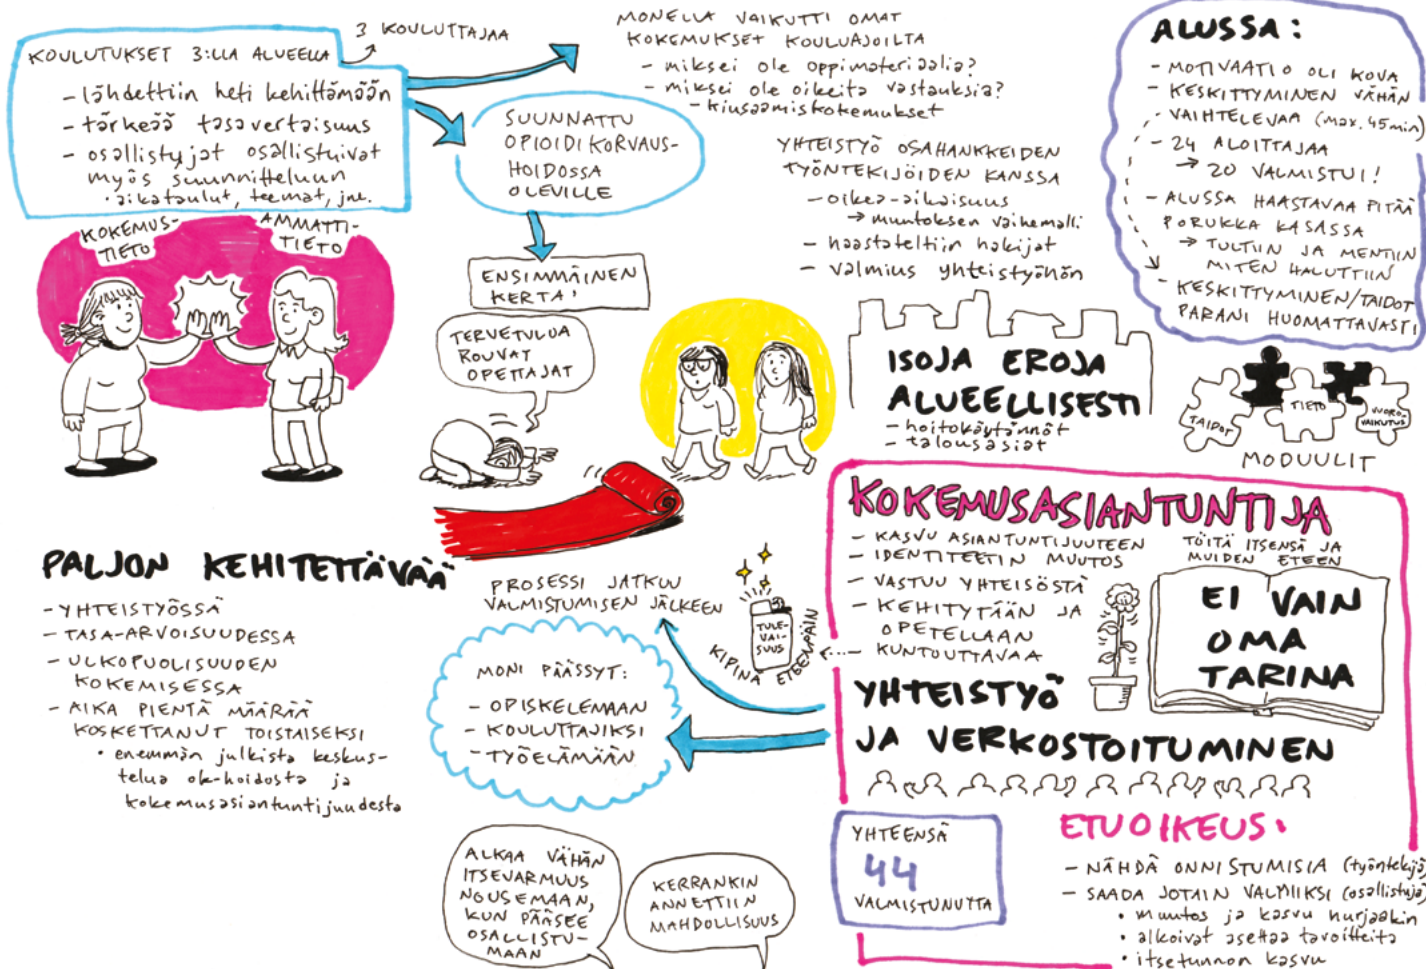 KOULUTUKSET 3:LLA ALUEELLA
3 KOULUTTAJAA
- lähdettiin heti kehittämään
- tärkeää tasavertaisuus
- osallistujat osallistuivat
myös suunnitteluun
• aikataulut, teemat, jne.
KOKEMUS-
TIETO
AMMATTI-
TIETO
MONELLA VAIKUTTI OMAT
KOKEMUKSET KOULUAJOILTA
- miksei ole oppimateriaalia?
- miksei ole oikeita vastauksia?
- kiusaamiskokemukset
SUUNNATTU
OPIOIDIKORVAUS-
HOIDOSSA
OLEVILLE
ENSIMMÄINEN
KERTA!
TERVETULOA
ROUVAT
OPETTAJAT
YHTEISTYÖ OSAHANKKEIDEN
TYÖNTEKIJÖIDEN KANSSA
- oikea-aikaisuus
→ muutoksen vaihemalli
- haastateltiin hakijat
- valmius yhteistyöhön
ISOJA EROJA
ALUEELLISESTI
- hoitokäytännöt
- talousasiat
ALUSSA:
- MOTIVAATIO OLI KOVA
- KESKITTYMINEN VÄHÄN
- VAIHTELEVAA (max. 45min)
- 24 ALOITTAJAA
→ 20 VALMISTUI!
- ALUSSA HAASTAVAA PITÄÄ
PORUKKA KASASSA
→ TULTIIN JA MENTIIN
MITEN HALUTTIIN
- KESKITTYMINEN/TAIDOT
PARANI HUOMATTAVASTI
TAIDOT
TIETO
VUORO-
VAIKUTUS
MODUULIT
PALJON KEHITETTÄVÄÄ
- YHTEISTYÖSSÄ
- TASA-ARVOISUUDESSA
- ULKOPUOLISUUDEN
KOKEMISESSA
- AIKA PIENTÄ MÄÄRÄÄ
KOSKETTANUT TOISTAISEKSI
• enemmän julkista keskus-
telua ok-hoidosta ja
kokemusasiantuntijuudesta
PROSESSI JATKUU
VALMISTUMISEN JÄLKEEN
TULE-
VAI-
SUUS
KIPINÄ ETEENPÄIN
MONI PÄÄSSYT:
- OPISKELEMAAN
- KOULUTTAJIKSI
- TYÖELÄMÄÄN
KOKEMUSASIANTUNTIJA
- KASVU ASIANTUNTIJUUTEEN
- IDENTITEETIN MUUTOS
- VASTUU YHTEISÖSTÄ
- KEHITYTÄÄN JA
OPETELLAAN
- KUNTOUTTAVAA
TÖITÄ ITSENSÄ JA
MUIDEN ETEEN
EI VAIN
OMA
TARINA
YHTEISTYÖ
JA VERKOSTOITUMINEN
ALKAA VÄHÄN
ITSEVARMUUS
NOUSEMAAN,
KUN PÄÄSEE
OSALLISTU-
MAAN
KERRANKIN
ANNETTIIN
MAHDOLLISUUS
YHTEENSÄ
44
VALMISTUNUTTA
ETUOIKEUS:
- NÄHDÄ ONNISTUMISIA (työntekijä)
- SAADA JOTAIN VALMIIKSI (osallistuja)
• muutos ja kasvu hurjaakin
• alkoivat asettaa tavoitteita
• itsetunnon kasvu